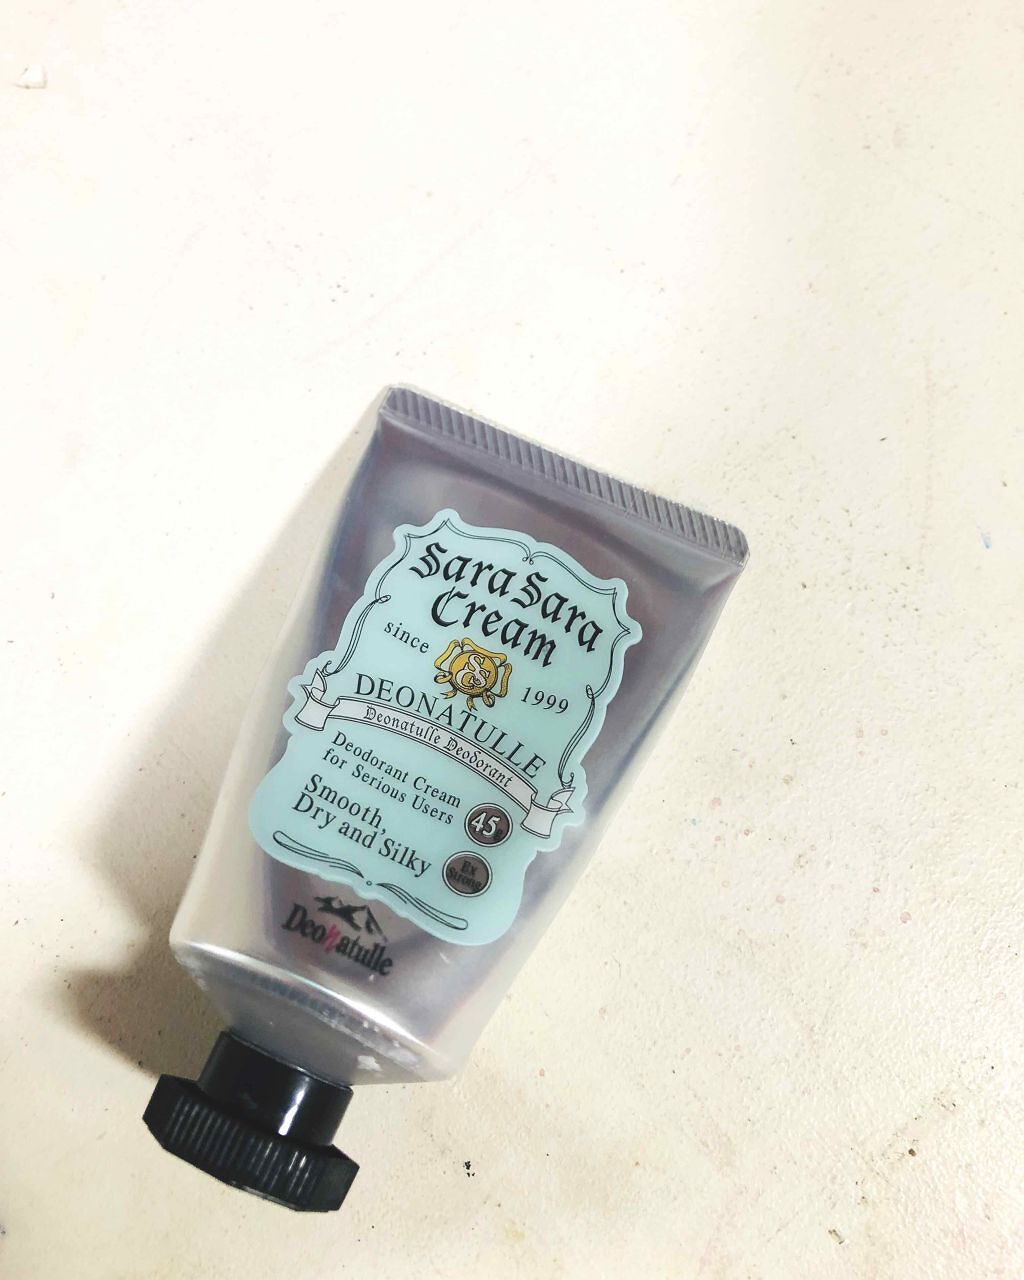 Sara Sara
Cream
since 1999
SS
DEONATULLE
Deonatulle Deodorant
Deodorant Cream
for Serious Users
45g
Smooth,
Dry and Silky
Ex
Strong
Deonatulle